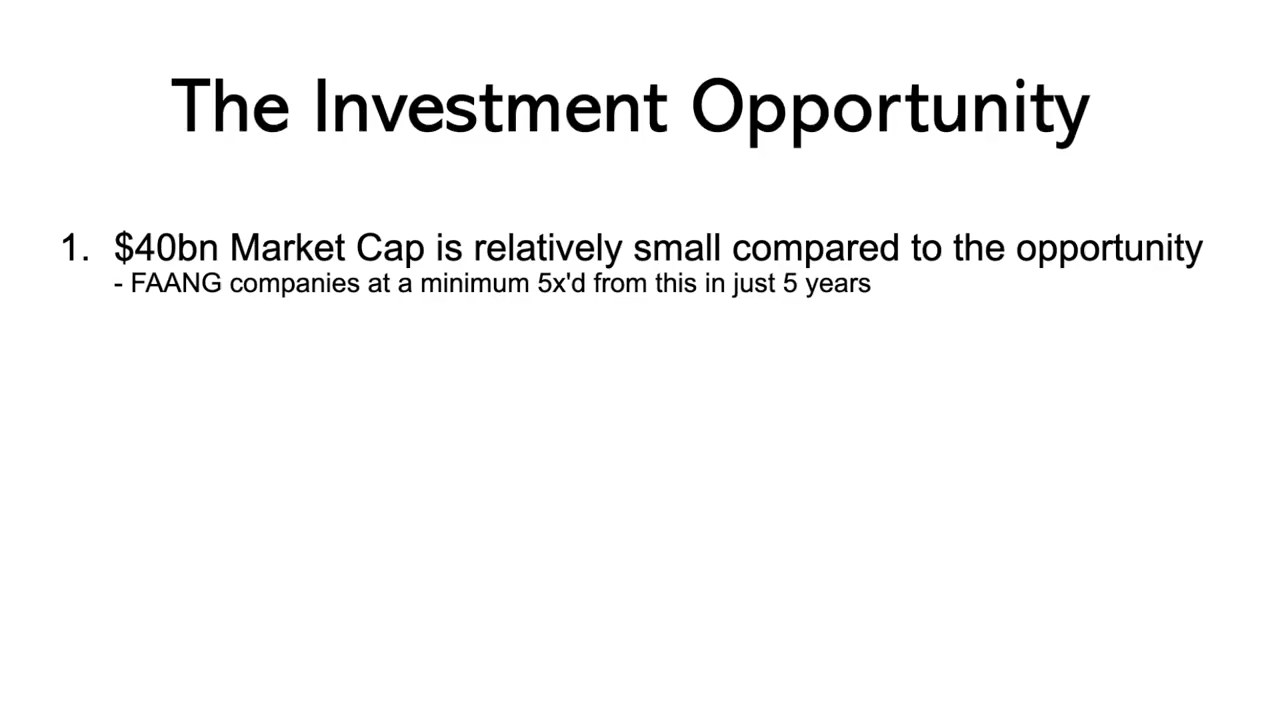 The Investment Opportunity
1. $40bn Market Cap is relatively small compared to the opportunity
- FAANG companies at a minimum 5x'd from this in just 5 years